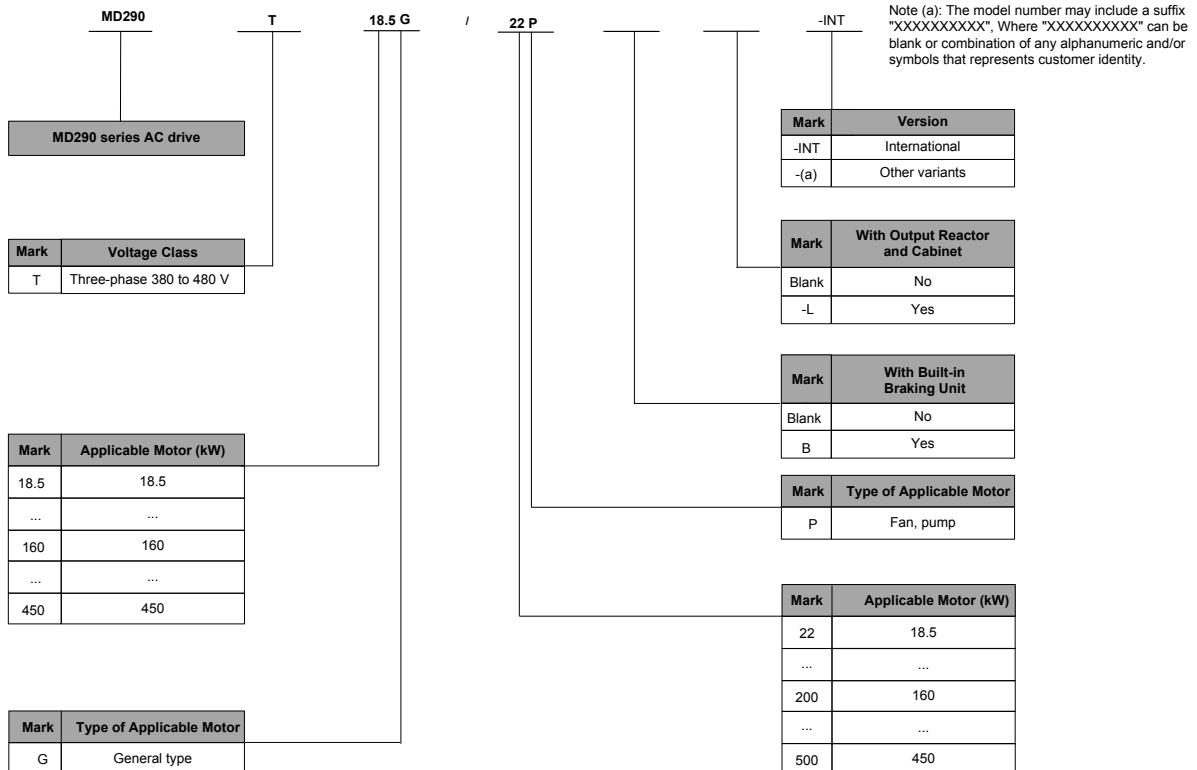 MD290 T 18.5 G / 22 P -INT
Note (a): The model number may include a suffix
"XXXXXXXXXX", Where "XXXXXXXXXX" can be
blank or combination of any alphanumeric and/or
symbols that represents customer identity.
MD290 series AC drive
Mark Voltage Class
T Three-phase 380 to 480 V
Mark Applicable Motor (kW)
18.5 18.5
... ...
160 160
... ...
450 450
Mark Type of Applicable Motor
G General type
Mark Version
-INT International
-(a) Other variants
Mark With Output Reactor
and Cabinet
Blank No
-L Yes
Mark With Built-in
Braking Unit
Blank No
B Yes
Mark Type of Applicable Motor
P Fan, pump
Mark Applicable Motor (kW)
22 18.5
... ...
200 160
... ...
500 450